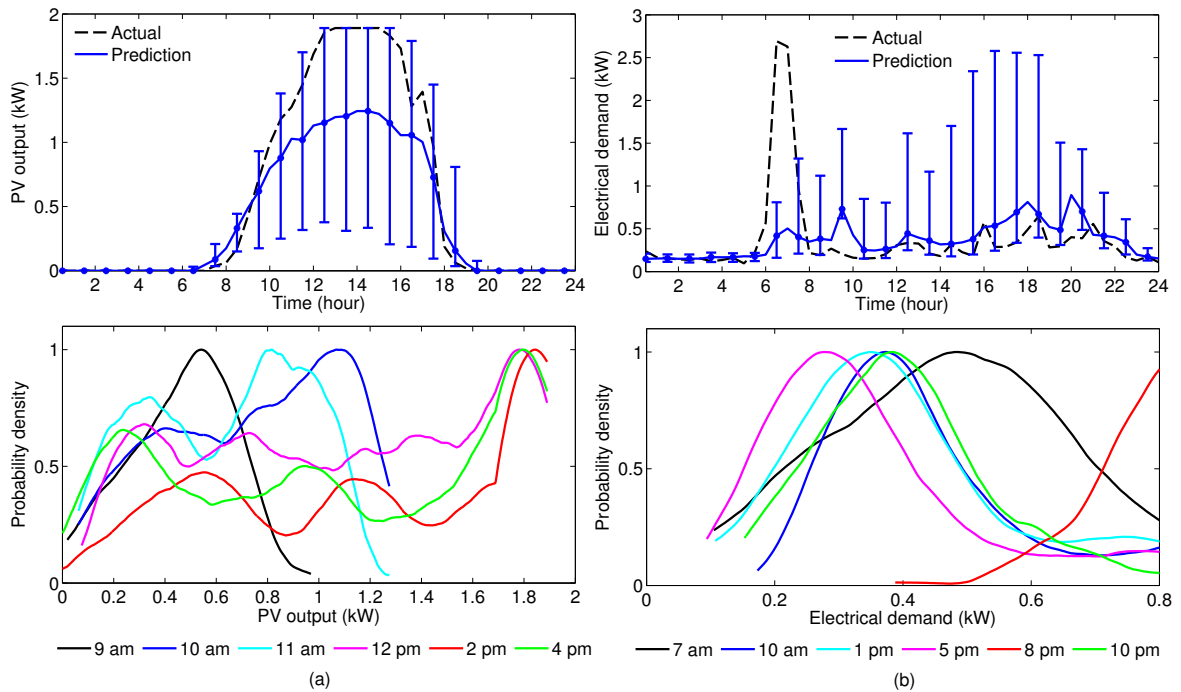 2
1.5
1
0.5
0
PV output (kW)
Actual
Prediction
2 4 6 8 10 12 14 16 18 20 22 24
Time (hour)
3
2.5
2
1.5
1
0.5
0
Electrical demand (kW)
Actual
Prediction
2 4 6 8 10 12 14 16 18 20 22 24
Time (hour)
1
0.5
0
Probability density
0 0.2 0.4 0.6 0.8 1 1.2 1.4 1.6 1.8 2
PV output (kW)
9 am 10 am 11 am 12 pm 2 pm 4 pm
(a)
1
0.5
0
Probability density
0 0.2 0.4 0.6 0.8
Electrical demand (kW)
7 am 10 am 1 pm 5 pm 8 pm 10 pm
(b)